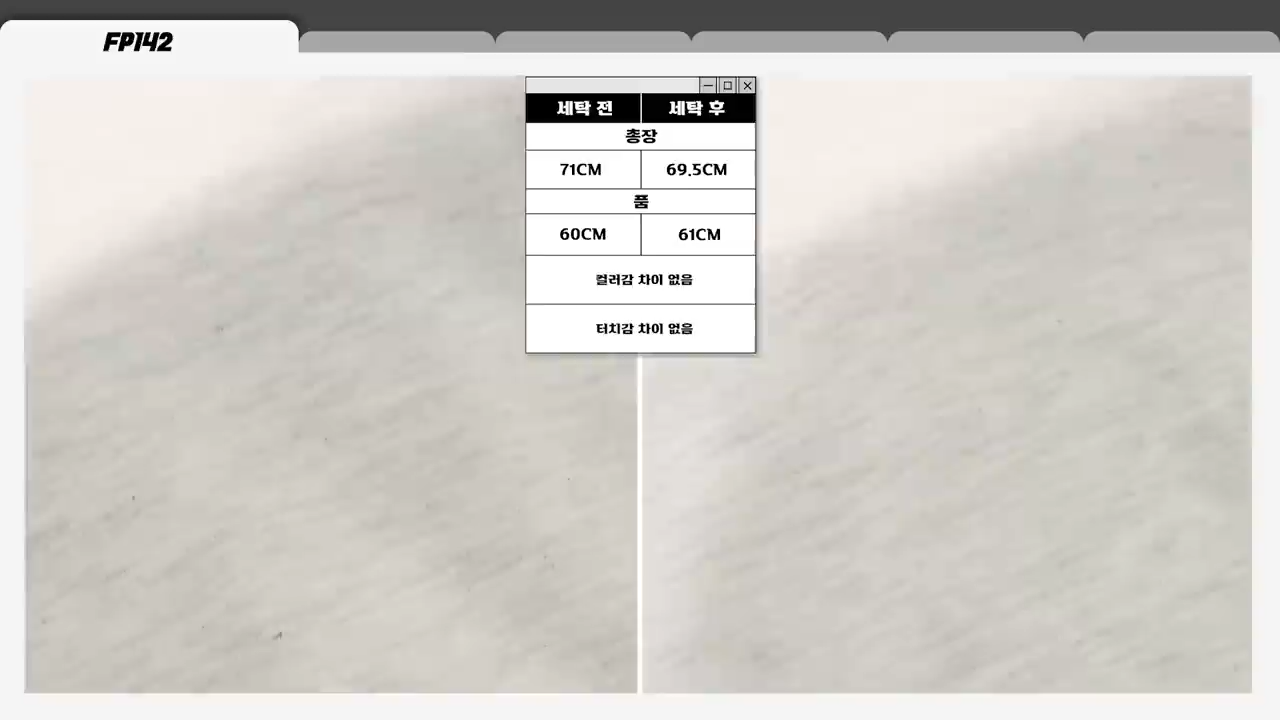 FP142
세탁 전 세탁 후
총장
71CM 69.5CM
품
60CM 61CM
컬러감 차이 없음
터치감 차이 없음